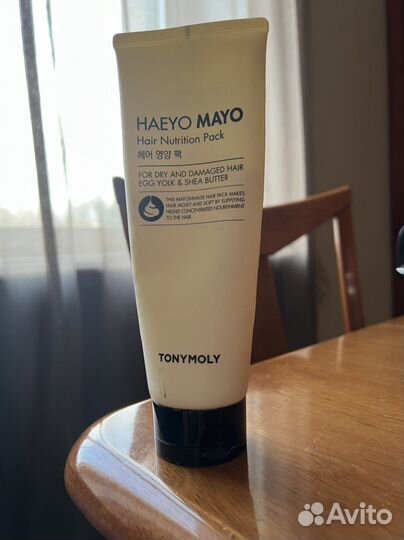 HAEYO MAYO
Hair Nutrition Pack
헤어 영양 팩
FOR DRY AND DAMAGED HAIR
EGG YOLK & SHEA BUTTER
THIS MAYONNAISE HAIR PACK MAKES
HAIR MOIST AND SOFT BY SUPPLYING
HIGHLY CONCENTRATED NOURISHMENT
TO THE HAIR.
TONYMOLY
Avito